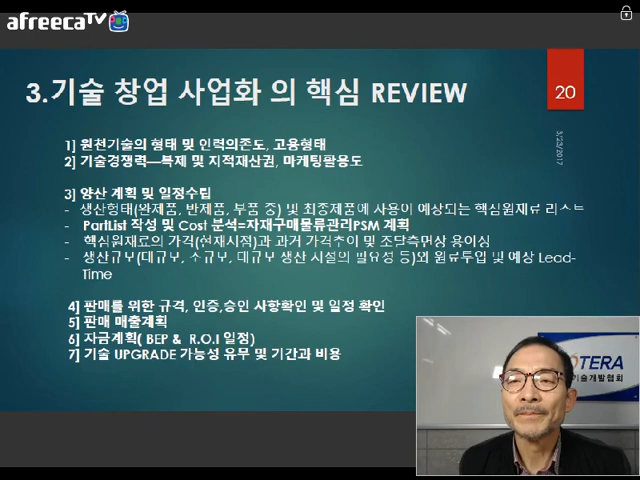 afreecaTV
3.기술 창업 사업화 의 핵심 REVIEW
20
3/23/2017
1] 원천기술의 형태 및 인력의존도, 고용형태
2] 기술경쟁력—복제 및 지적재산권, 마케팅활용도
3] 양산 계획 및 일정수립
- 생산형태(완제품, 반제품, 부품 중) 및 최종제품에 사용이 예상되는 핵심원재료 리스트
- PartList 작성 및 Cost 분석=자재구매물류관리PSM 계획
- 핵심원재료의 가격(현재시점)과 과거 가격추이 및 조달측면상 용이성
- 생산규모(대규모, 소규모, 대규모 생산 시설의 필요성 등)와 원료투입 및 예상 Lead-
Time
4] 판매를 위한 규격, 인증,승인 사항확인 및 일정 확인
5] 판매 매출계획
6] 자금계획( BEP & R.O.I 일정)
7] 기술 UPGRADE 가능성 유무 및 기간과 비용
OTERA
기술개발협회